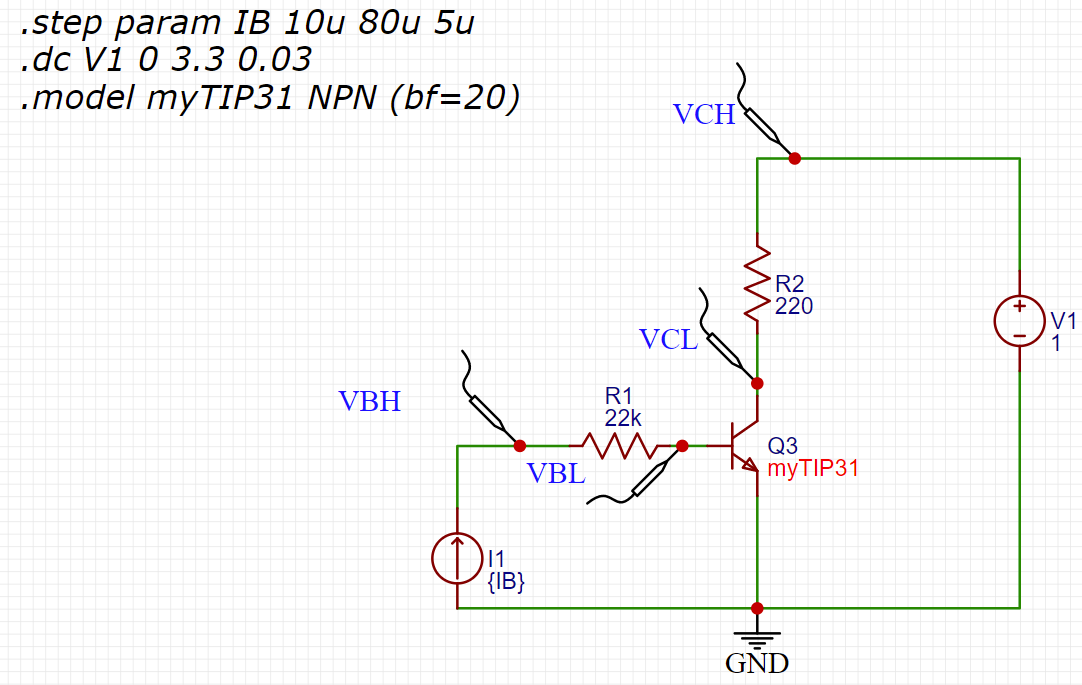 .step param IB 10u 80u 5u
.dc V1 0 3.3 0.03
.model myTIP31 NPN (bf=20)
VCH
R2
220
V1
1
VCL
VBH
R1
22k
Q3
myTIP31
VBL
I1
{IB}
GND